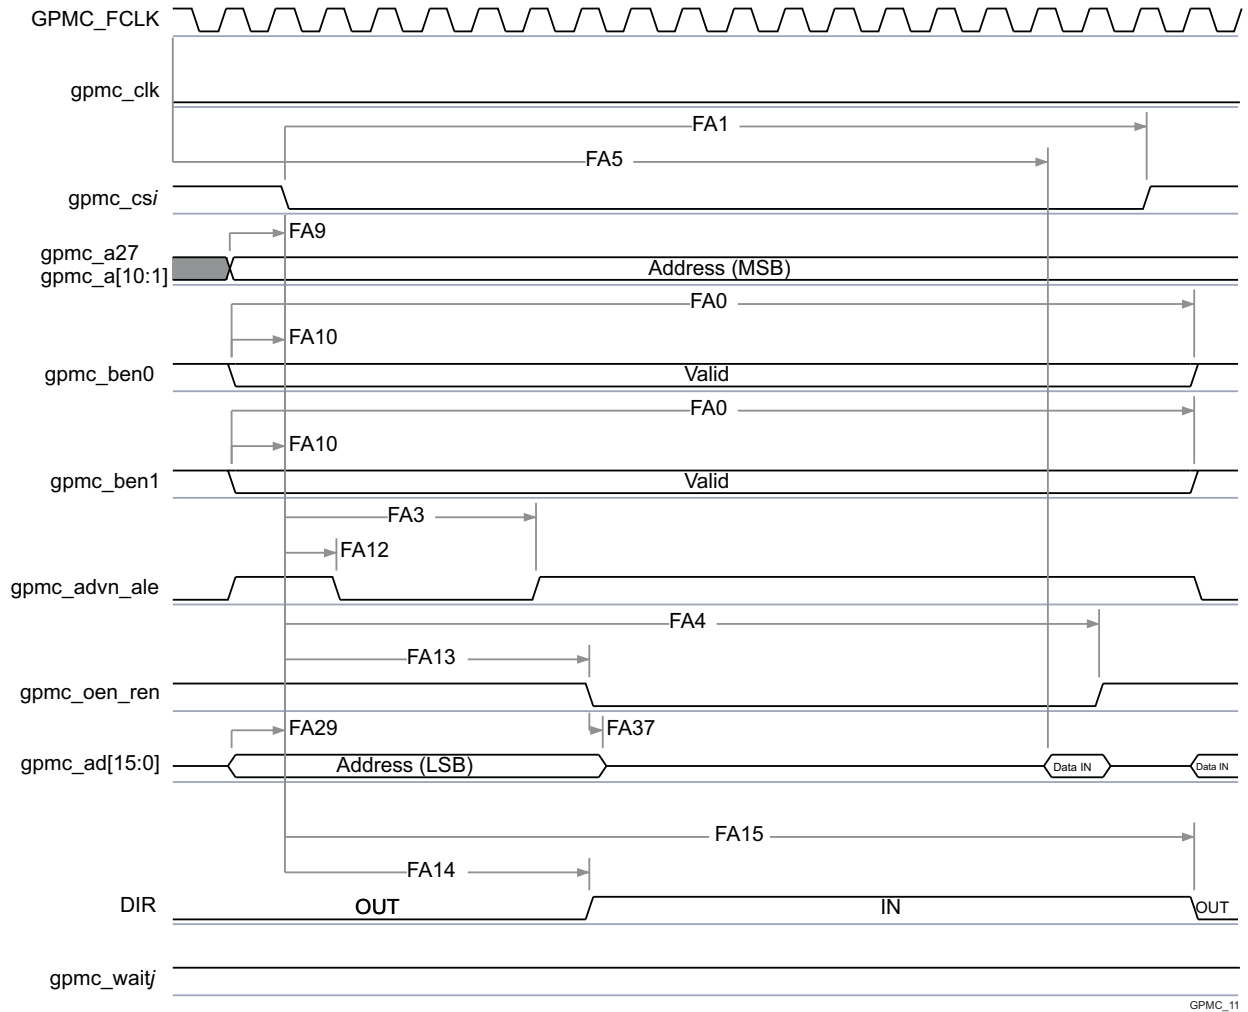 GPMC_FCLK
gpmc_clk
FA1
FA5
gpmc_csi
FA9
gpmc_a27
gpmc_a[10:1]
Address (MSB)
FA0
FA10
gpmc_ben0
Valid
FA0
FA10
gpmc_ben1
Valid
FA3
FA12
gpmc_advn_ale
FA4
FA13
gpmc_oen_ren
FA29
FA37
gpmc_ad[15:0]
Address (LSB)
Data IN
Data IN
FA15
FA14
DIR
OUT
IN
OUT
gpmc_waitj
GPMC_11